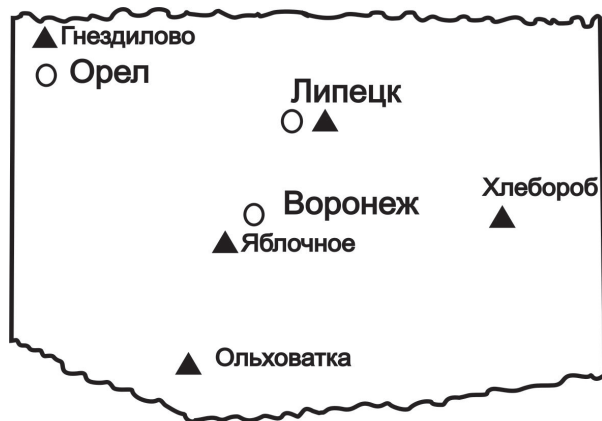 Гнездилово
Орел
Липецк
Хлебороб
Воронеж
Яблочное
Ольховатка